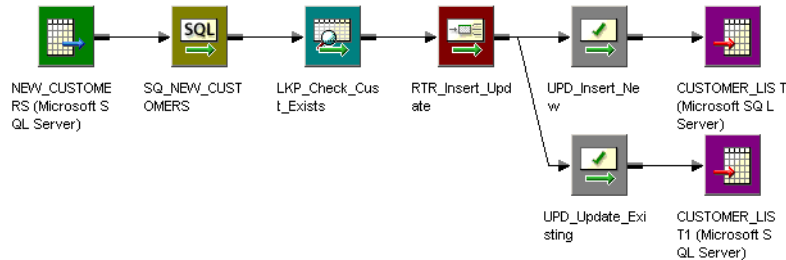 SQL
NEW_CUSTOME
RS (Microsoft S
QL Server)
SQ_NEW_CUST
OMERS
LKP_Check_Cus
t_Exists
RTR_Insert_Upd
ate
UPD_Insert_Ne
w
CUSTOMER_LIS T
(Microsoft SQ L
Server)
UPD_Update_Exi
sting
CUSTOMER_LIS
T1 (Microsoft S
QL Server)